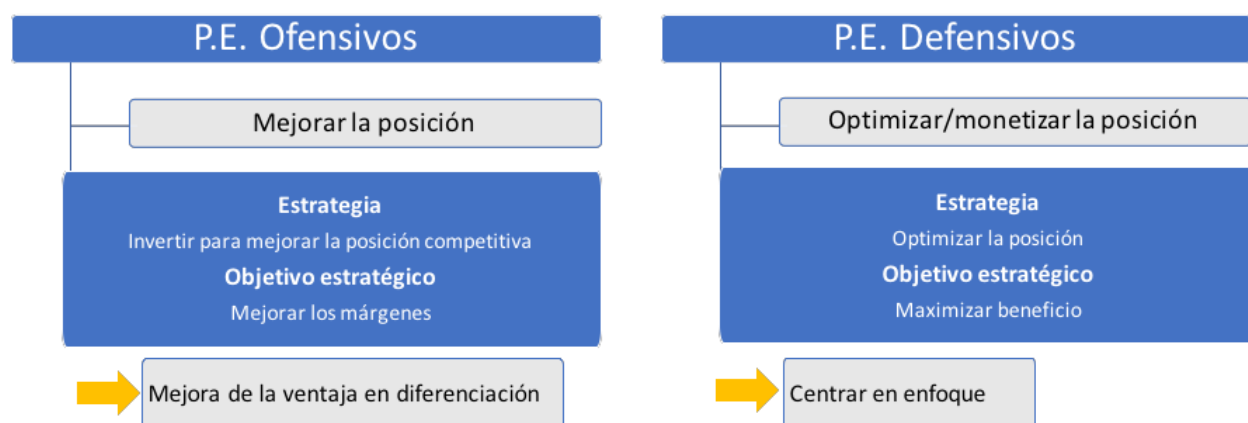 P.E. Ofensivos
Mejorar la posición
Estrategia
Invertir para mejorar la posición competitiva
Objetivo estratégico
Mejorar los márgenes
Mejora de la ventaja en diferenciación
P.E. Defensivos
Optimizar/monetizar la posición
Estrategia
Optimizar la posición
Objetivo estratégico
Maximizar beneficio
Centrar en enfoque